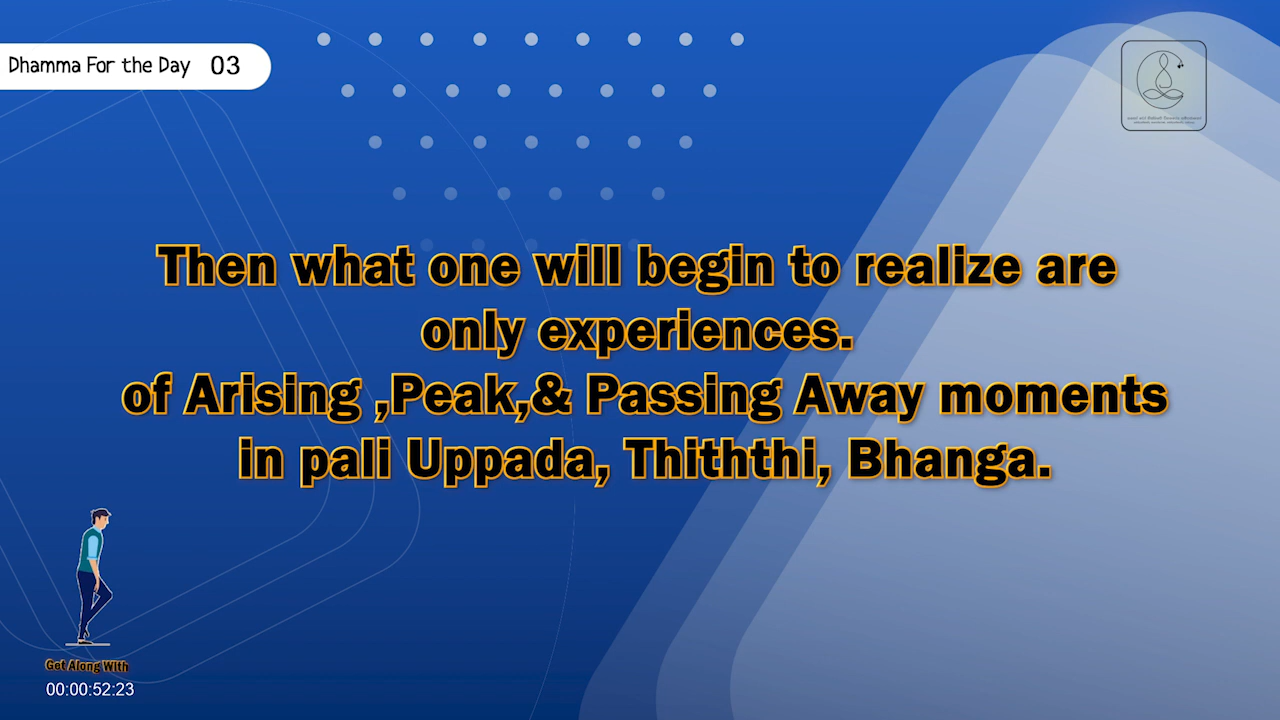 Dhamma For the Day 03
Then what one will begin to realize are
only experiences.
of Arising ,Peak,& Passing Away moments
in pali Uppada, Thiththi, Bhanga.
Get Along With
00:00:52:23